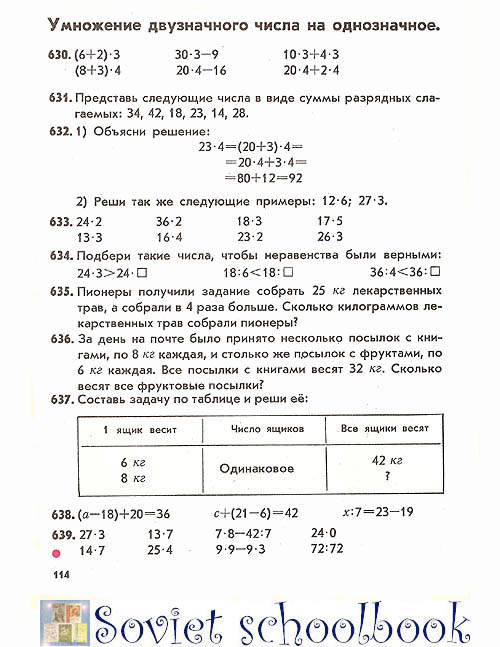 Умножение двузначного числа на однозначное.
630. (6+2)·3 30·3−9 10·3+4·3
(8+3)·4 20·4−16 20·4+2·4
631. Представь следующие числа в виде суммы разрядных сла-
гаемых: 34, 42, 18, 23, 14, 28.
632. 1) Объясни решение:
23·4=(20+3)·4=
=20·4+3·4=
=80+12=92
2) Реши так же следующие примеры: 12·6; 27·3.
633. 24·2 36·2 18·3 17·5
13·3 16·4 23·2 26·3
634. Подбери такие числа, чтобы неравенства были верными:
24·3>24·□ 18:6<18:□ 36:4<36:□
635. Пионеры получили задание собрать 25 кг лекарственных
трав, а собрали в 4 раза больше. Сколько килограммов ле-
карственных трав собрали пионеры?
636. За день на почте было принято несколько посылок с кни-
гами, по 8 кг каждая, и столько же посылок с фруктами, по
6 кг каждая. Все посылки с книгами весят 32 кг. Сколько
весят все фруктовые посылки?
637. Составь задачу по таблице и реши её:
1 ящик весит Число ящиков Все ящики весят
6 кг 42 кг
Одинаковое
8 кг ?
638. (а−18)+20=36 с+(21−6)=42 х:7=23−19
639. 27·3 13·7 7·8−42:7 24·0
14·7 25·4 9·9−9·3 72:72
114
Soviet schoolbook